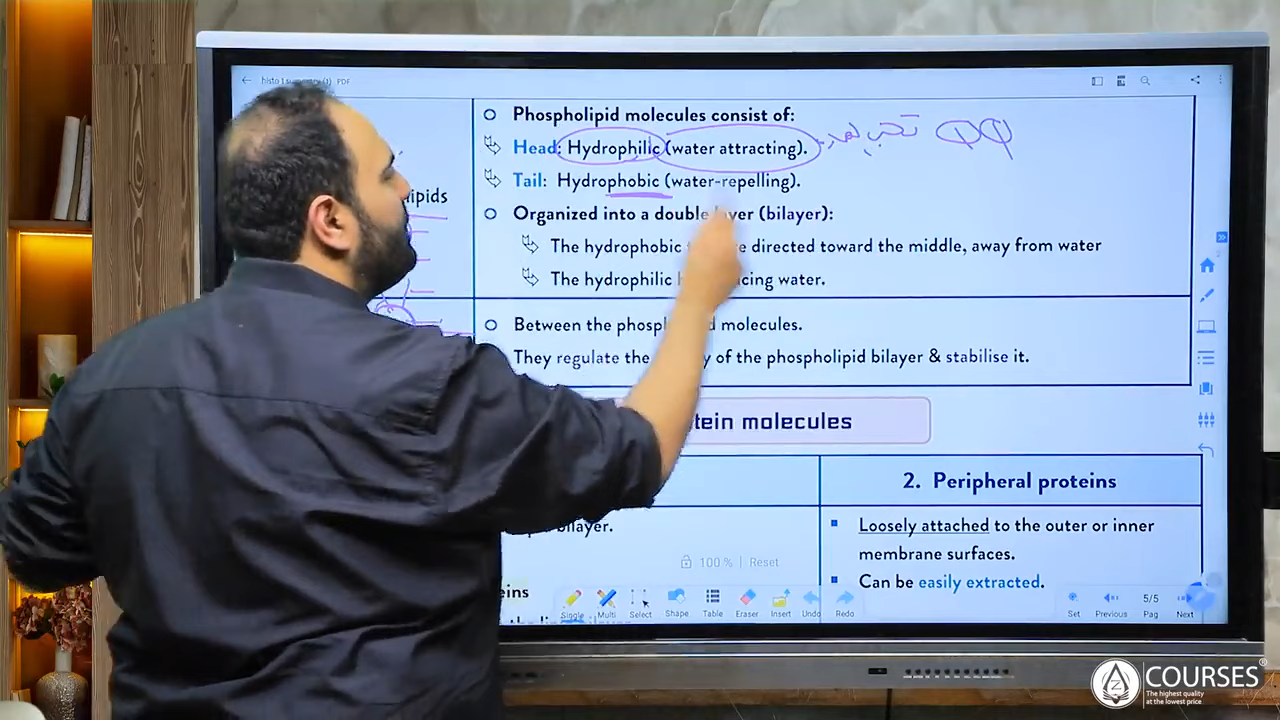 histo 1 summary (1) PDF
Phospholipid molecules consist of:
Head: Hydrophilic (water attracting).
Tail: Hydrophobic (water-repelling).
Organized into a double layer (bilayer):
The hydrophobic directed toward the middle, away from water
The hydrophilic facing water.
lipids
Between the phospholipid molecules.
They regulate the of the phospholipid bilayer & stabilise it.
tein molecules
bilayer.
eins
2. Peripheral proteins
Loosely attached to the outer or inner
membrane surfaces.
Can be easily extracted.
100 % | Reset
Single Multi Select Shape Table Eraser Insert Undo Redo
Set Previous 5/5 Pag Next
Z COURSES
The highest quality
at the lowest price